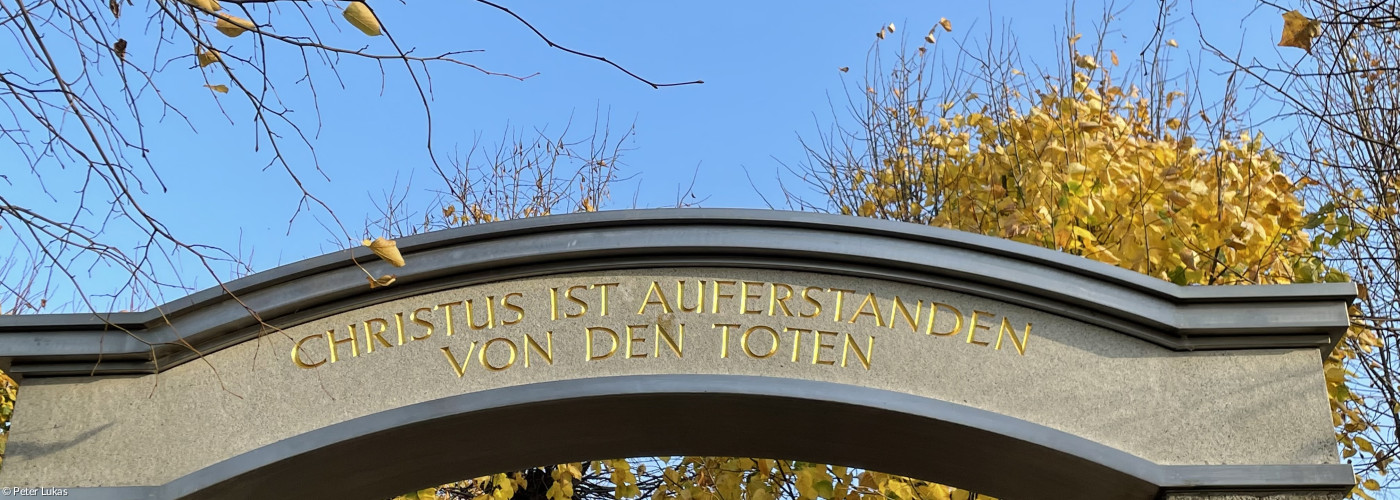 CHRISTUS IST AUFERSTANDEN
VON DEN TOTEN
© Peter Lukas